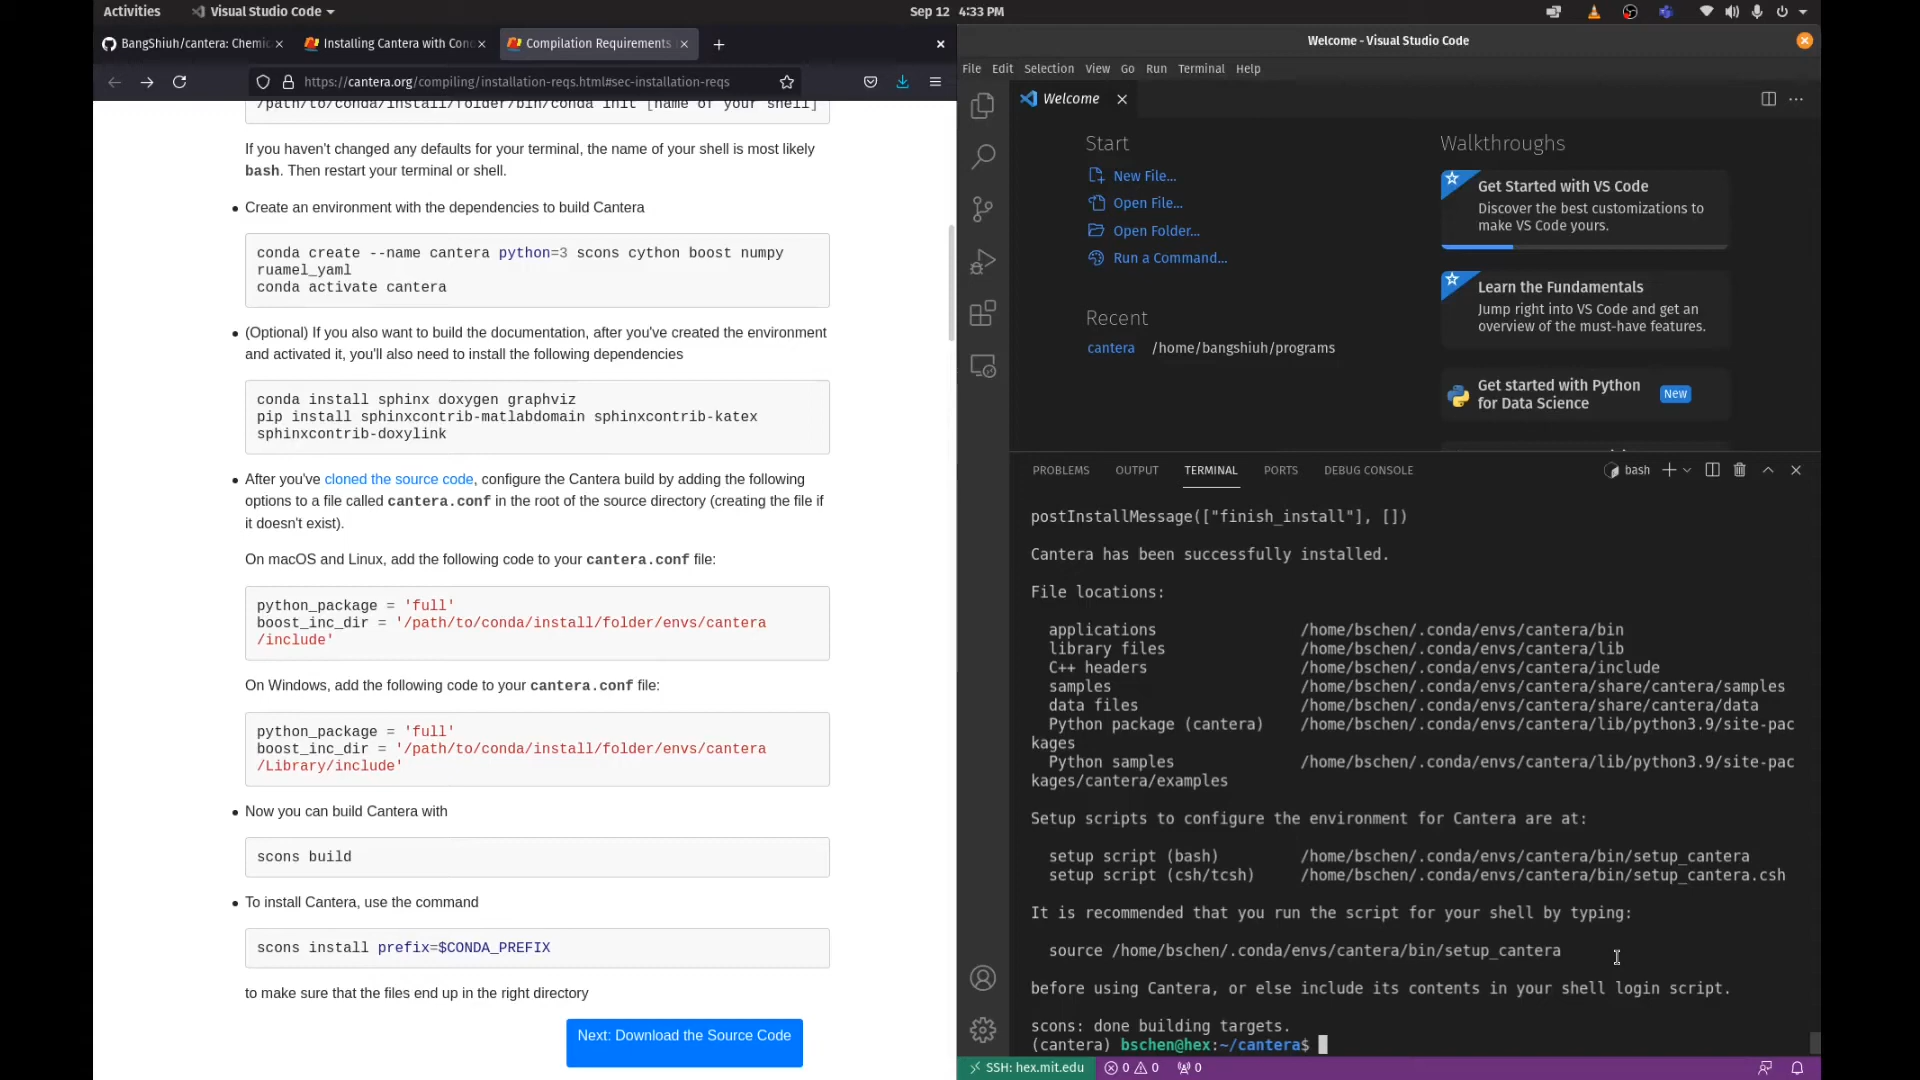 Activities
Visual Studio Code
Sep 12 4:33 PM
BangShiuh/cantera: Chemic
Installing Cantera with Con
Compilation Requirements
https://cantera.org/compiling/installation-reqs.html#sec-installation-reqs
/path/to/conda/install/folder/bin/conda init [name of your shell]
If you haven't changed any defaults for your terminal, the name of your shell is most likely
bash. Then restart your terminal or shell.
Create an environment with the dependencies to build Cantera
conda create --name cantera python=3 scons cython boost numpy
ruamel_yaml
conda activate cantera
(Optional) If you also want to build the documentation, after you've created the environment
and activated it, you'll also need to install the following dependencies
conda install sphinx doxygen graphviz
pip install sphinxcontrib-matlabdomain sphinxcontrib-katex
sphinxcontrib-doxylink
After you've cloned the source code, configure the Cantera build by adding the following
options to a file called cantera.conf in the root of the source directory (creating the file if
it doesn't exist).
On macOS and Linux, add the following code to your cantera.conf file:
python_package = 'full'
boost_inc_dir = '/path/to/conda/install/folder/envs/cantera
/include'
On Windows, add the following code to your cantera.conf file:
python_package = 'full'
boost_inc_dir = '/path/to/conda/install/folder/envs/cantera
/Library/include'
Now you can build Cantera with
scons build
To install Cantera, use the command
scons install prefix=$CONDA_PREFIX
to make sure that the files end up in the right directory
Next: Download the Source Code
Welcome - Visual Studio Code
File Edit Selection View Go Run Terminal Help
Welcome
Start
New File...
Open File...
Open Folder...
Run a Command...
Recent
cantera /home/bangshiuh/programs
Walkthroughs
Get Started with VS Code
Discover the best customizations to
make VS Code yours.
Learn the Fundamentals
Jump right into VS Code and get an
overview of the must-have features.
Get started with Python
for Data Science
New
PROBLEMS OUTPUT TERMINAL PORTS DEBUG CONSOLE
bash
postInstallMessage(["finish_install"], [])
Cantera has been successfully installed.
File locations:
applications /home/bschen/.conda/envs/cantera/bin
library files /home/bschen/.conda/envs/cantera/lib
C++ headers /home/bschen/.conda/envs/cantera/include
samples /home/bschen/.conda/envs/cantera/share/cantera/samples
data files /home/bschen/.conda/envs/cantera/share/cantera/data
Python package (cantera) /home/bschen/.conda/envs/cantera/lib/python3.9/site-pac
kages
Python samples /home/bschen/.conda/envs/cantera/lib/python3.9/site-pac
kages/cantera/examples
Setup scripts to configure the environment for Cantera are at:
setup script (bash) /home/bschen/.conda/envs/cantera/bin/setup_cantera
setup script (csh/tcsh) /home/bschen/.conda/envs/cantera/bin/setup_cantera.csh
It is recommended that you run the script for your shell by typing:
source /home/bschen/.conda/envs/cantera/bin/setup_cantera
before using Cantera, or else include its contents in your shell login script.
scons: done building targets.
(cantera) bschen@hex:~/cantera$
SSH: hex.mit.edu
0 0 0